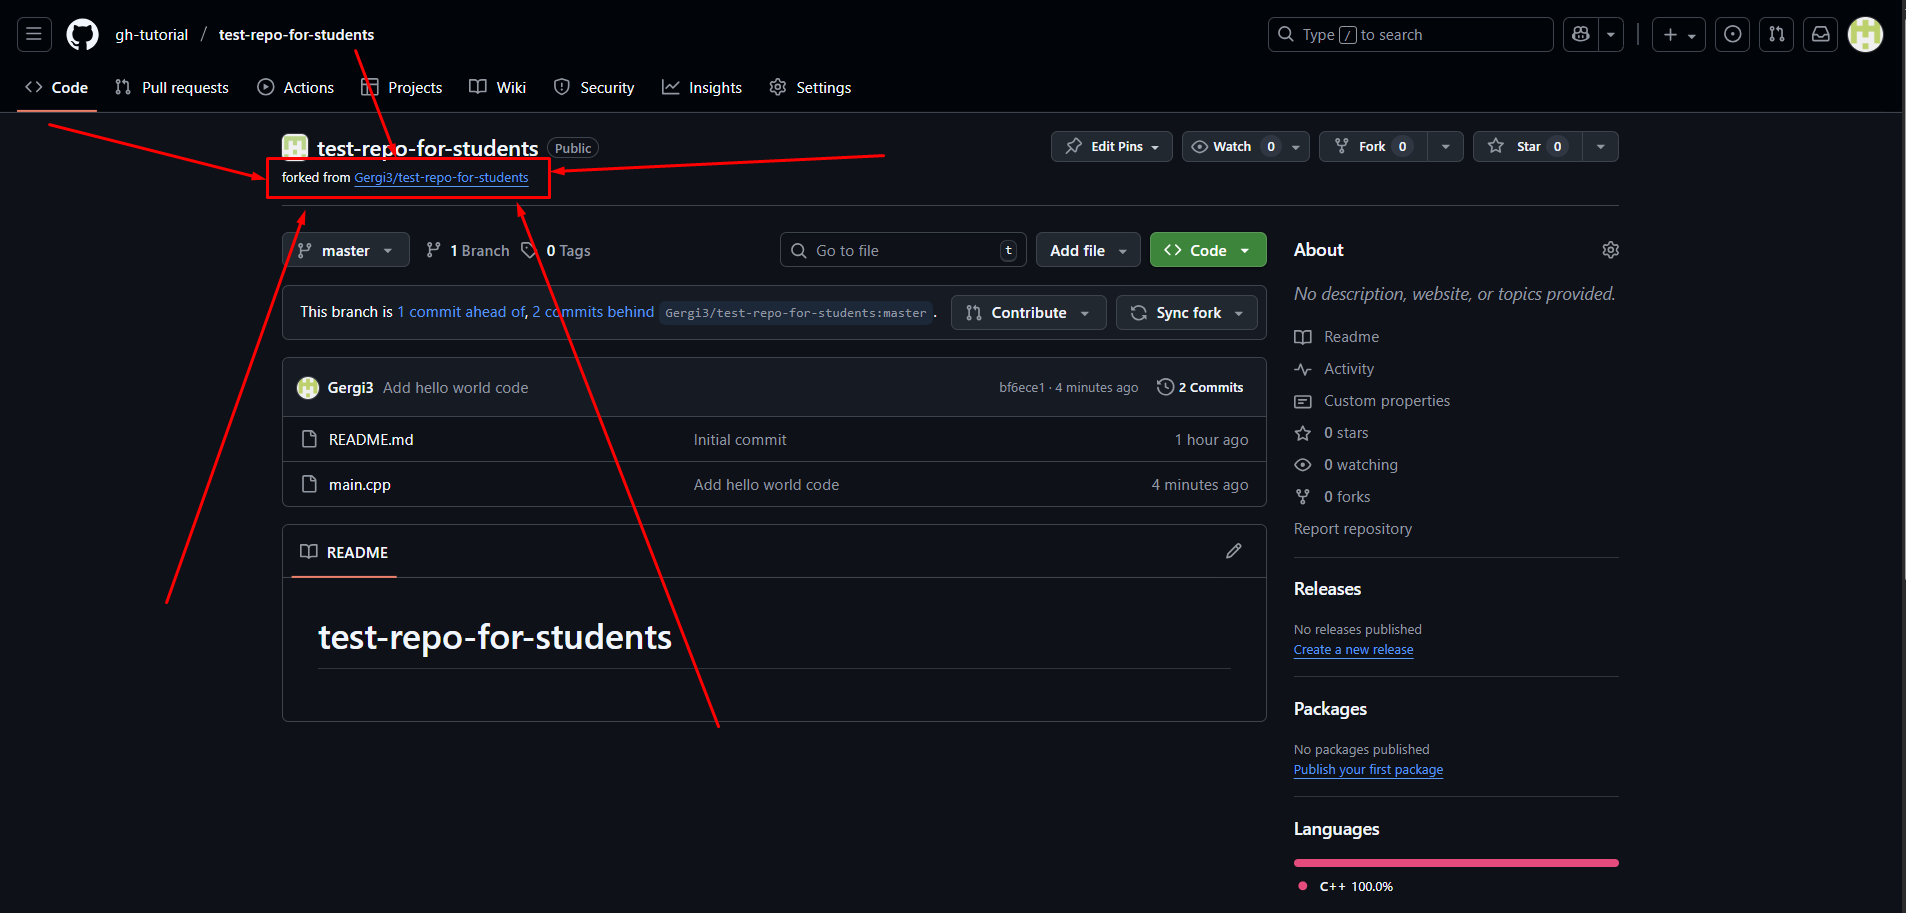 gh-tutorial / test-repo-for-students
Type / to search
Code Pull requests Actions Projects Wiki Security Insights Settings
test-repo-for-students Public
forked from Gergi3/test-repo-for-students
Edit Pins Watch 0 Fork 0 Star 0
master 1 Branch 0 Tags Go to file t Add file Code
This branch is 1 commit ahead of, 2 commits behind Gergi3/test-repo-for-students:master . Contribute Sync fork
Gergi3 Add hello world code bf6ece1 · 4 minutes ago 2 Commits
README.md Initial commit 1 hour ago
main.cpp Add hello world code 4 minutes ago
README
test-repo-for-students
About
No description, website, or topics provided.
Readme
Activity
Custom properties
0 stars
0 watching
0 forks
Report repository
Releases
No releases published
Create a new release
Packages
No packages published
Publish your first package
Languages
C++ 100.0%